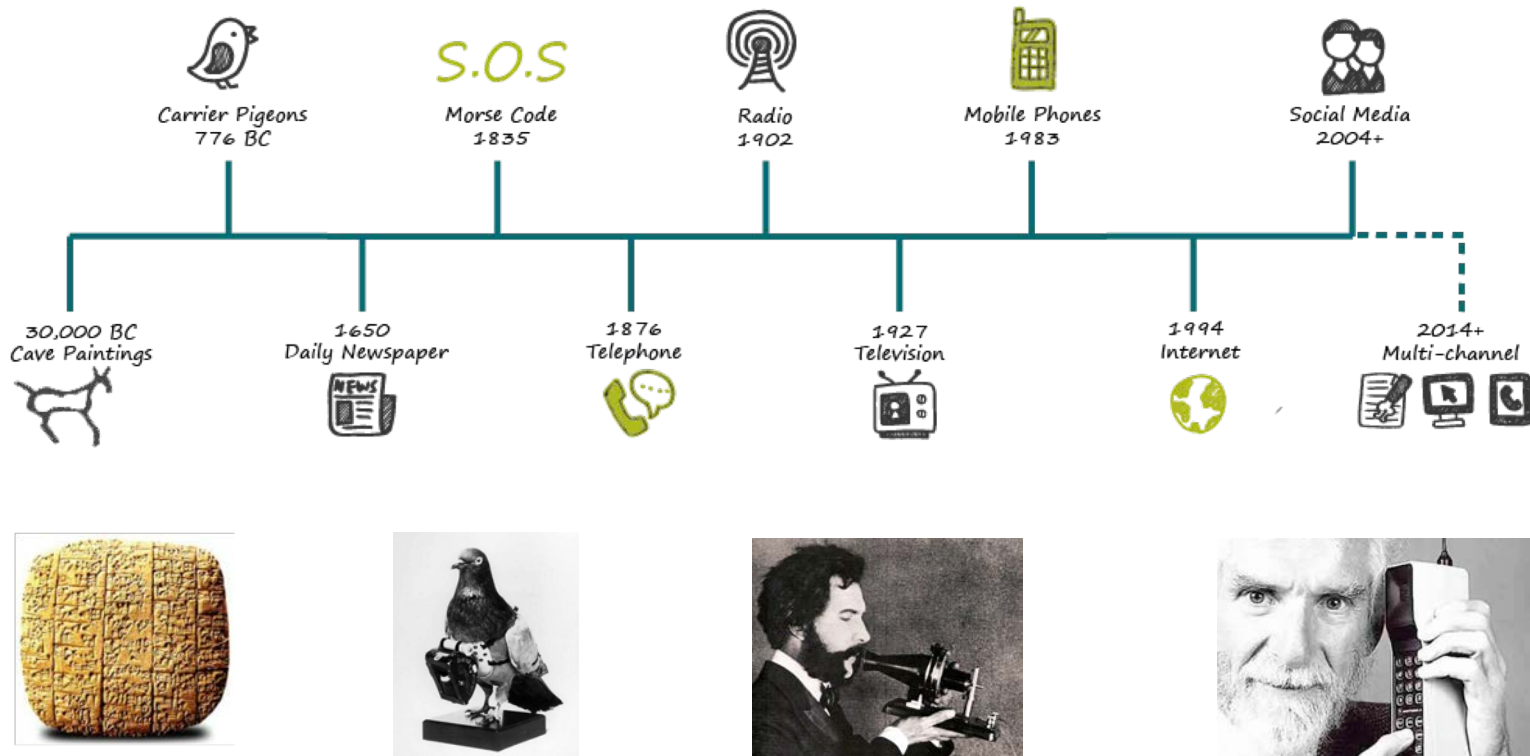 S.O.S
Carrier Pigeons
776 BC
Morse Code
1835
Radio
1902
Mobile Phones
1983
Social Media
2004+
30,000 BC
Cave Paintings
1650
Daily Newspaper
NEWS
1876
Telephone
1927
Television
1994
Internet
2014+
Multi-channel